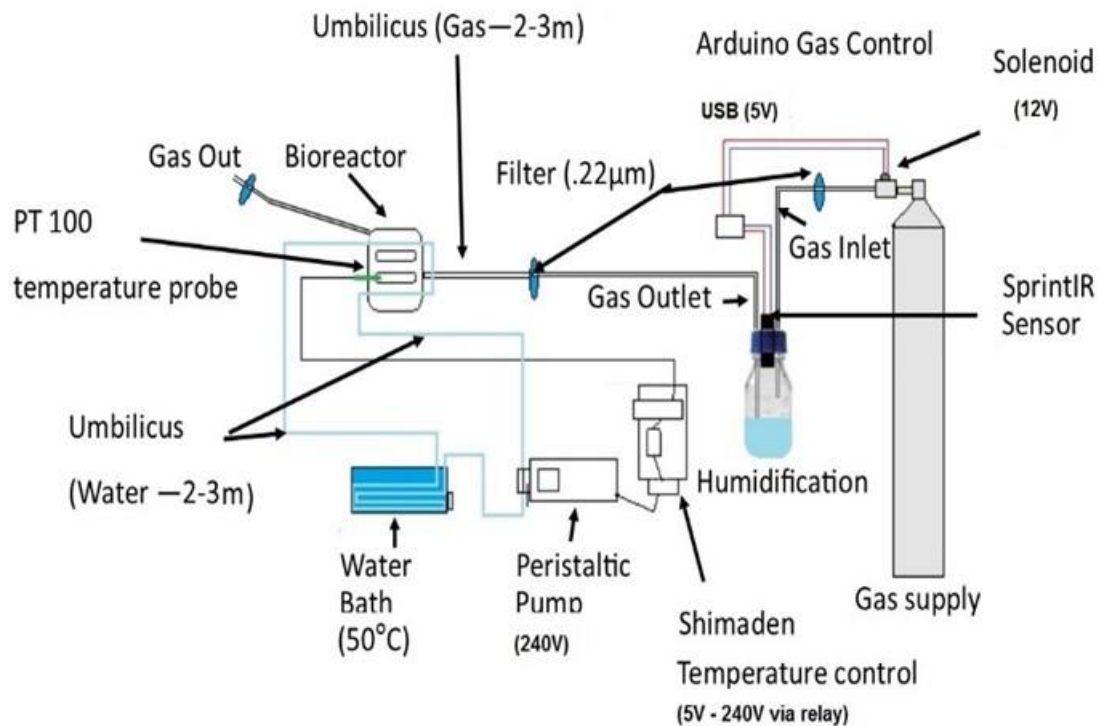 Umbilicus (Gas—2-3m)
Arduino Gas Control
Solenoid
(12V)
USB (5V)
Gas Out
Bioreactor
Filter (.22µm)
PT 100
temperature probe
Gas Inlet
Gas Outlet
SprintIR
Sensor
Umbilicus
(Water —2-3m)
Humidification
Water
Bath
(50°C)
Peristaltic
Pump
(240V)
Gas supply
Shimaden
Temperature control
(5V - 240V via relay)